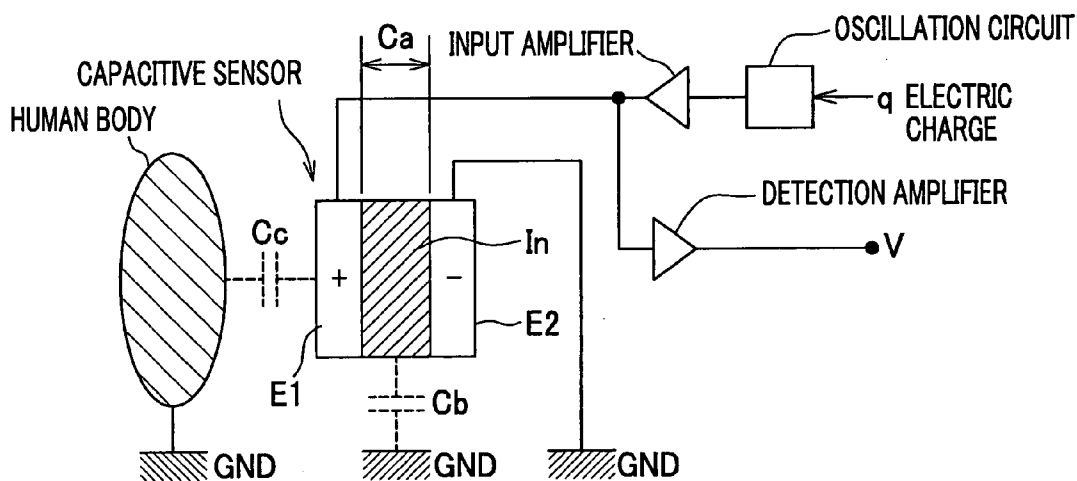 Ca
INPUT AMPLIFIER
OSCILLATION CIRCUIT
CAPACITIVE SENSOR
HUMAN BODY
q ELECTRIC
CHARGE
DETECTION AMPLIFIER
Cc
In
V
+
−
E2
E1
Cb
GND
GND
GND